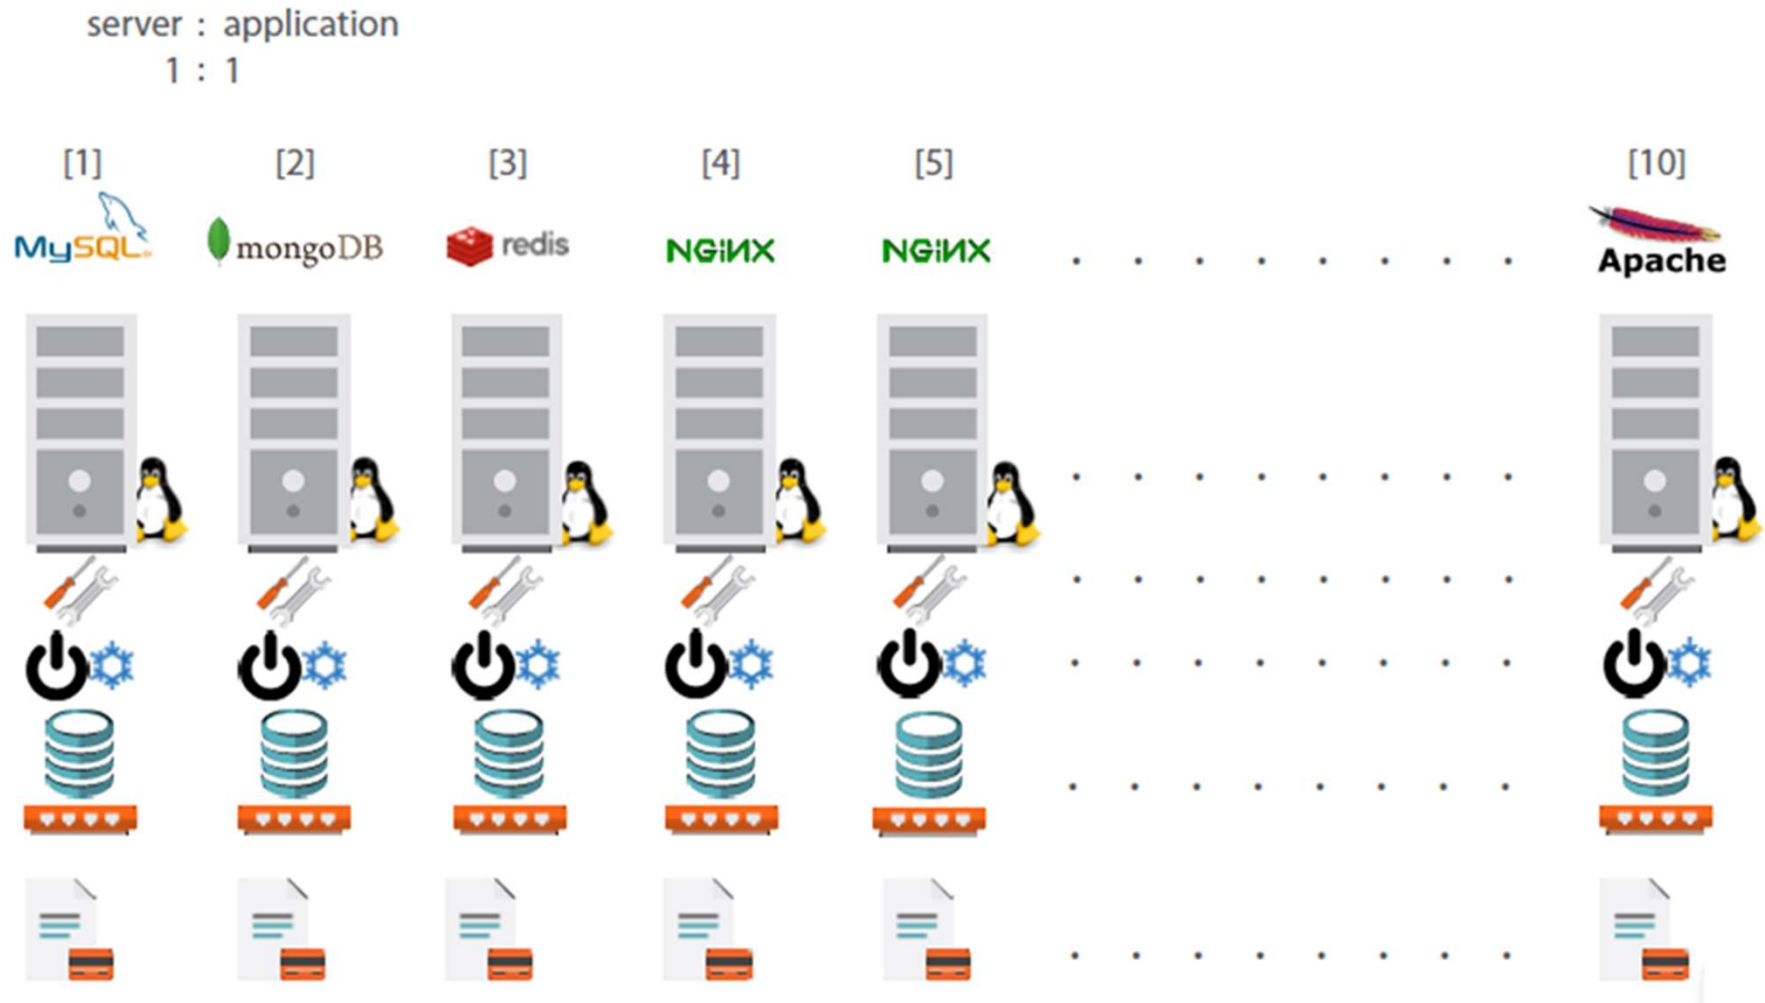 server : application
1 : 1
[1] [2] [3] [4] [5] [10]
MySQL mongoDB redis NGiNX NGiNX Apache